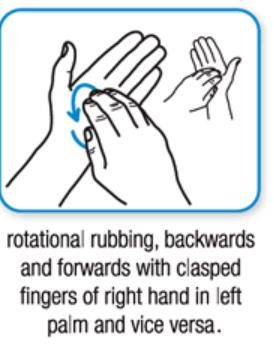 rotational rubbing, backwards
and forwards with clasped
fingers of right hand in left
palm and vice versa.